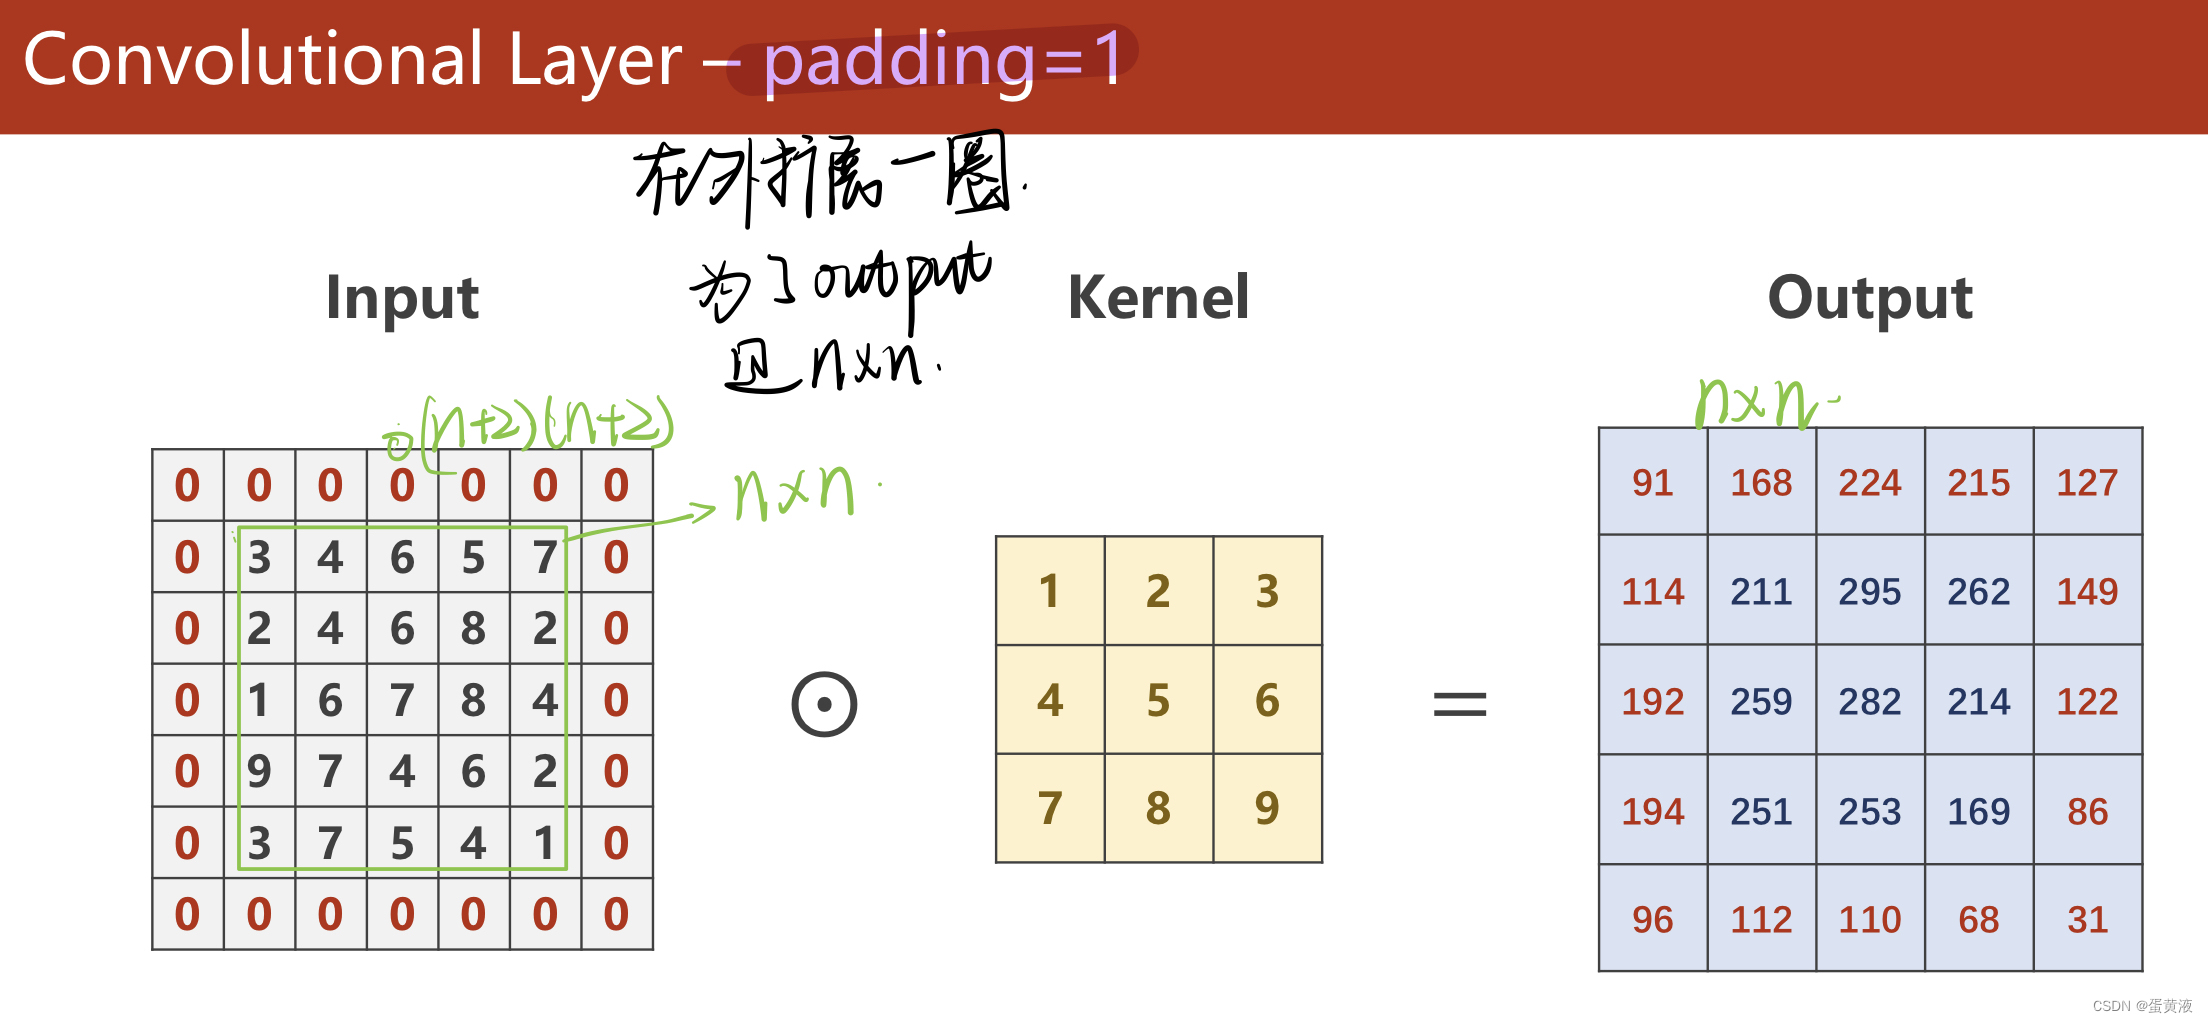 Convolutional Layer – padding=1
在外扩展一圈.
为了output
是n×n.
Input
Kernel
Output
(n+2)(n+2)
n×n
n×n
0 0 0 0 0 0 0
0 3 4 6 5 7 0
0 2 4 6 8 2 0
0 1 6 7 8 4 0
0 9 7 4 6 2 0
0 3 7 5 4 1 0
0 0 0 0 0 0 0
⊙
1 2 3
4 5 6
7 8 9
=
91 168 224 215 127
114 211 295 262 149
192 259 282 214 122
194 251 253 169 86
96 112 110 68 31
CSDN @蛋黄液